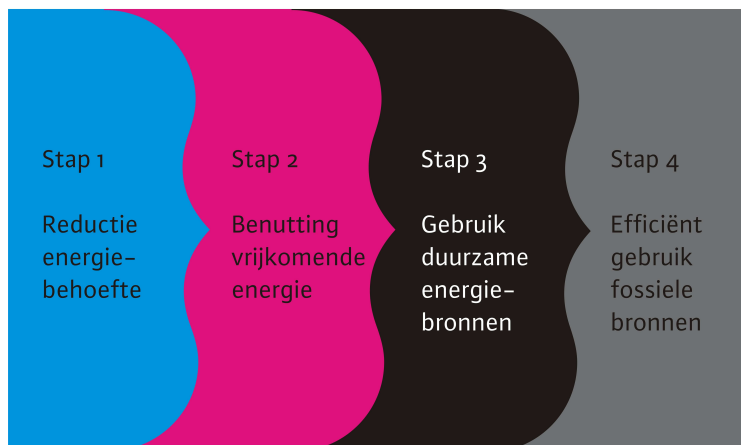 Stap 1
Reductie
energie-
behoefte
Stap 2
Benutting
vrijkomende
energie
Stap 3
Gebruik
duurzame
energie-
bronnen
Stap 4
Efficiënt
gebruik
fossiele
bronnen